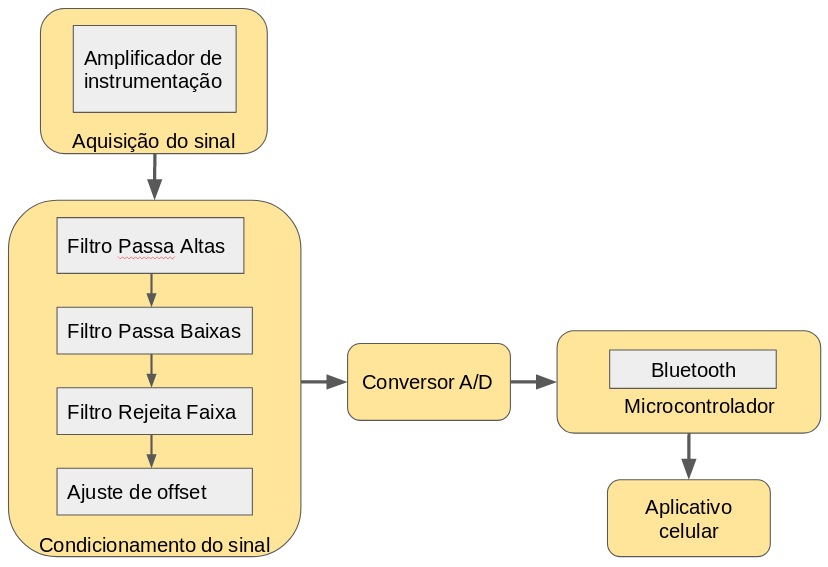 Amplificador de
instrumentação
Aquisição do sinal
Filtro Passa Altas
Filtro Passa Baixas
Filtro Rejeita Faixa
Ajuste de offset
Condicionamento do sinal
Conversor A/D
Bluetooth
Microcontrolador
Aplicativo
celular